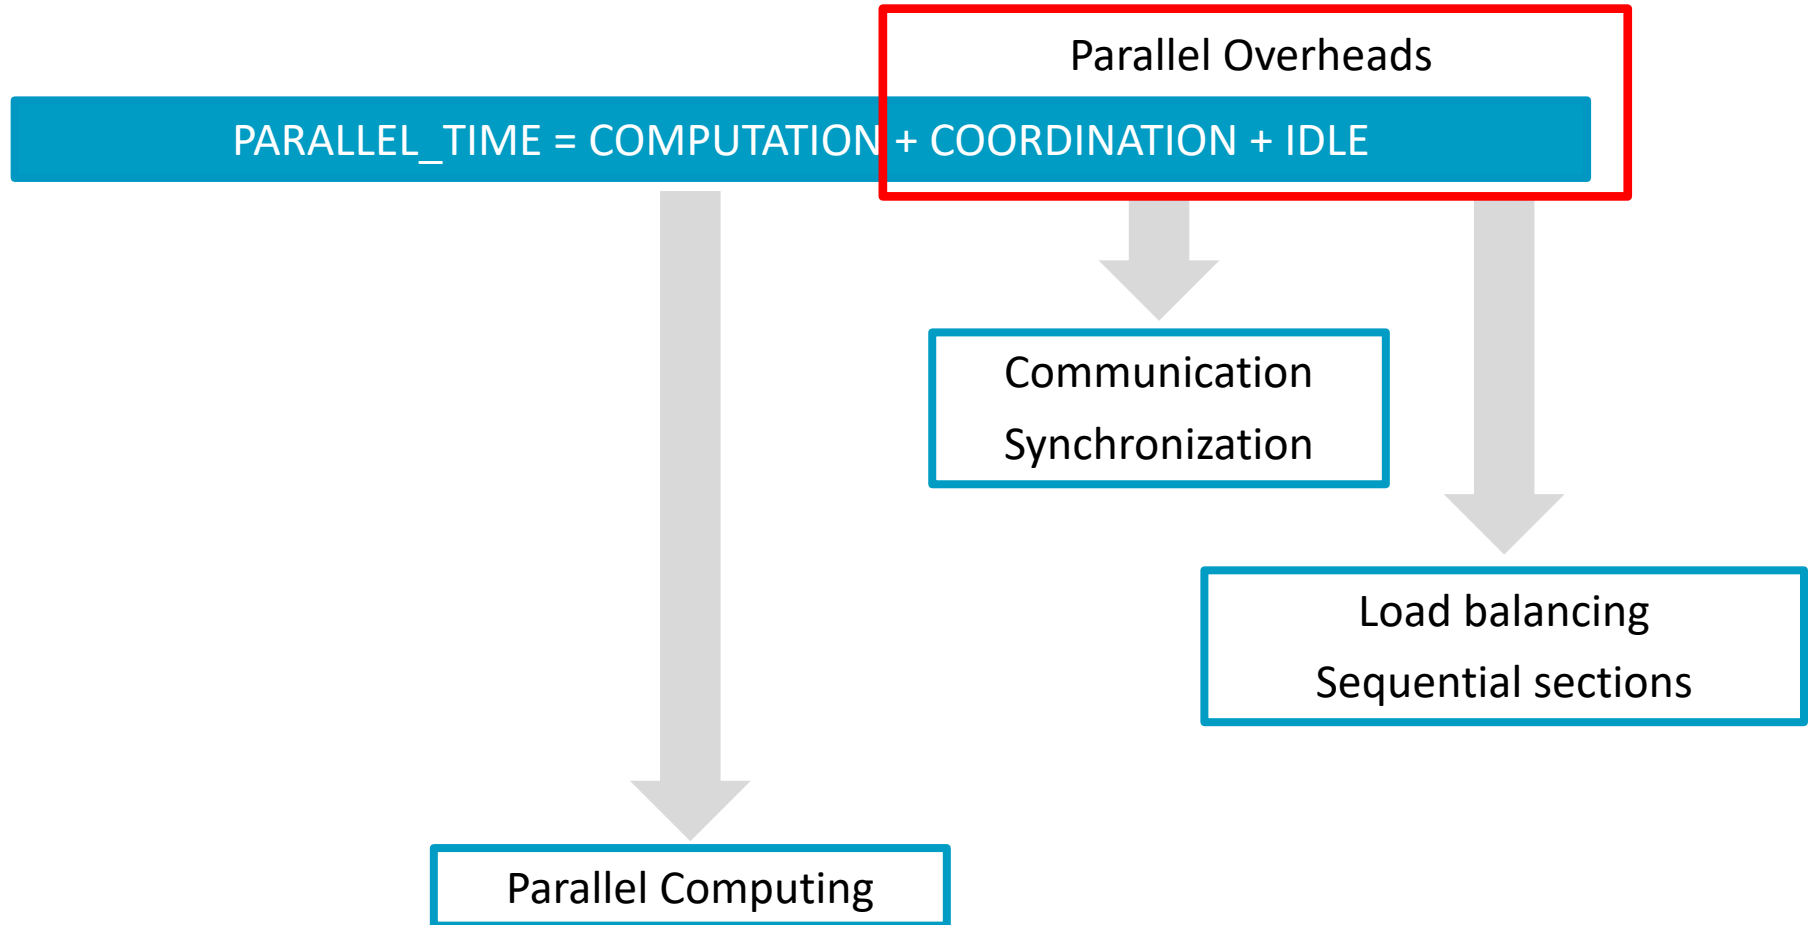 Parallel Overheads
PARALLEL_TIME = COMPUTATION + COORDINATION + IDLE
Communication
Synchronization
Load balancing
Sequential sections
Parallel Computing